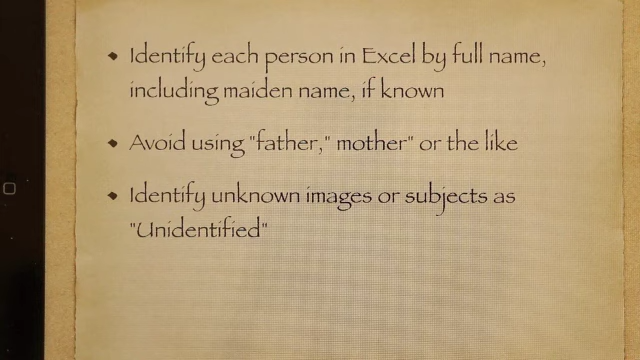 • Identify each person in Excel by full name,
including maiden name, if known
• Avoid using "father," mother" or the like
• Identify unknown images or subjects as
"Unidentified"